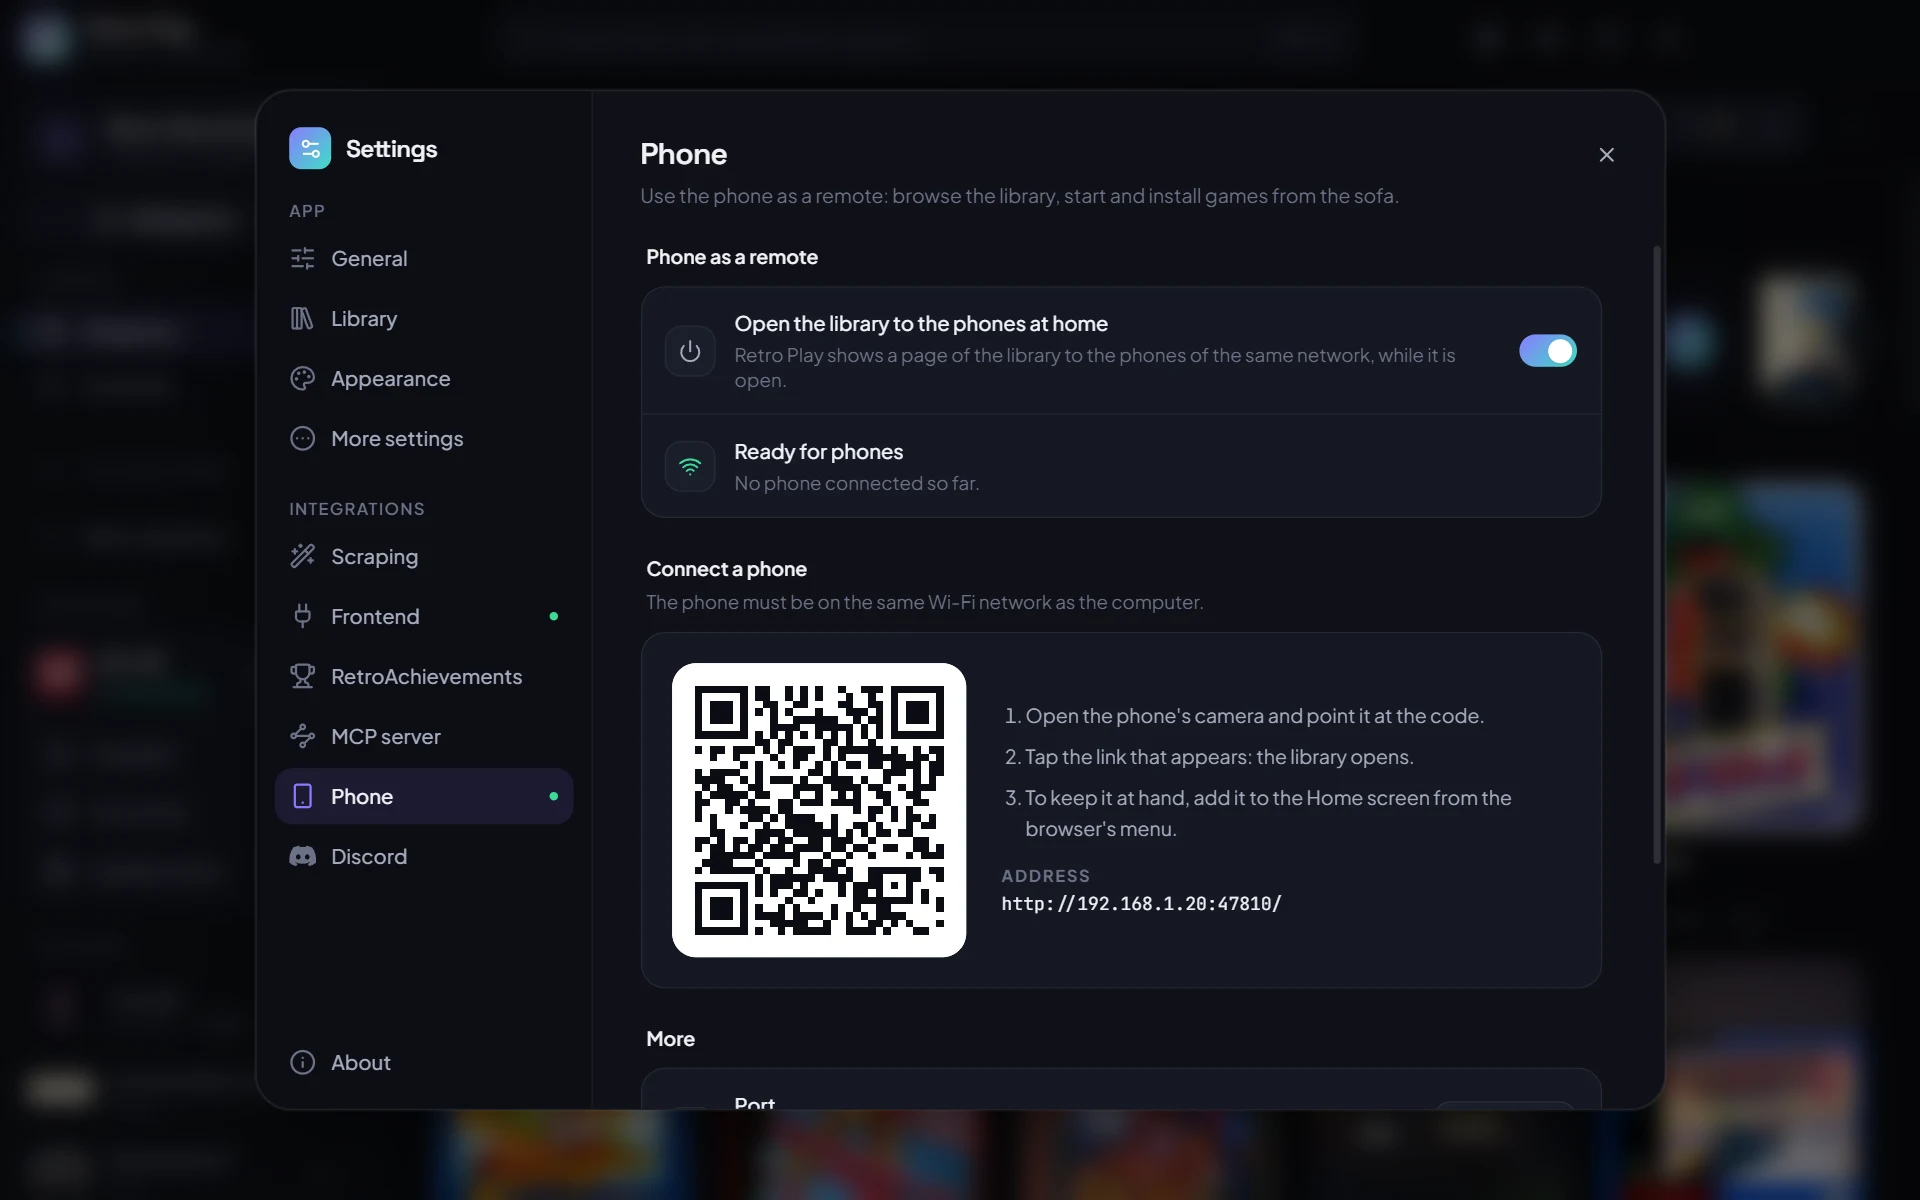 Settings
APP
General
Library
Appearance
More settings
INTEGRATIONS
Scraping
Frontend
RetroAchievements
MCP server
Phone
Discord
About
Phone
Use the phone as a remote: browse the library, start and install games from the sofa.
Phone as a remote
Open the library to the phones at home
Retro Play shows a page of the library to the phones of the same network, while it is
open.
Ready for phones
No phone connected so far.
Connect a phone
The phone must be on the same Wi-Fi network as the computer.
1. Open the phone's camera and point it at the code.
2. Tap the link that appears: the library opens.
3. To keep it at hand, add it to the Home screen from the
browser's menu.
ADDRESS
http://192.168.1.20:47810/
More
Port